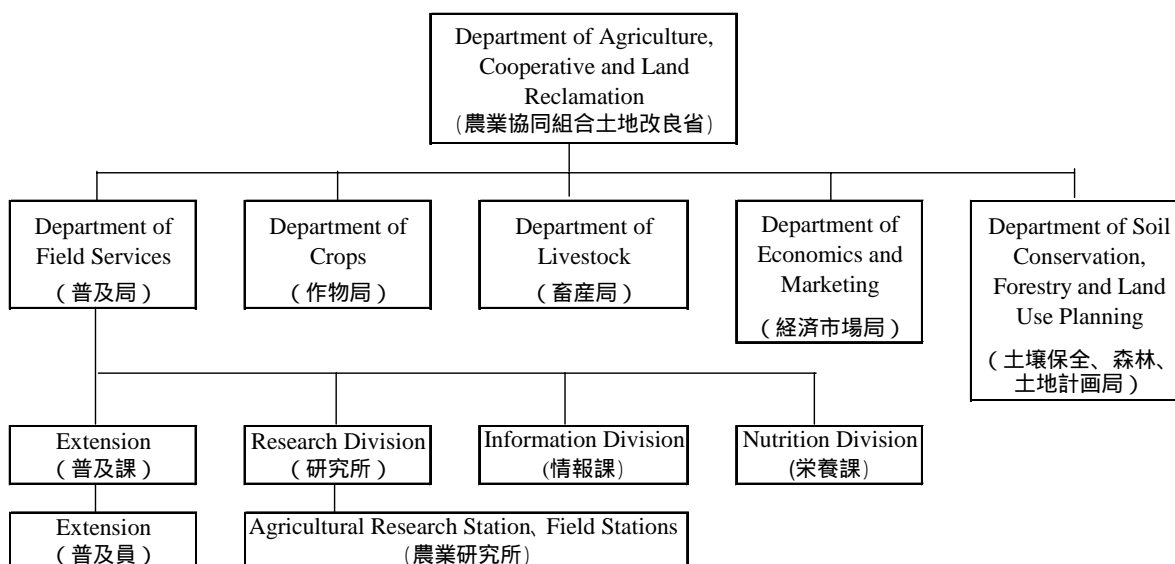 Department of Agriculture,
Cooperative and Land
Reclamation
(農業協同組合土地改良省)
Department of
Field Services
(普及局)
Department of
Crops
(作物局)
Department of
Livestock
(畜産局)
Department of
Economics and
Marketing
(経済市場局)
Department of Soil
Conservation,
Forestry and Land
Use Planning
(土壌保全、森林、
土地計画局)
Extension
(普及課)
Research Division
(研究所)
Information Division
(情報課)
Nutrition Division
(栄養課)
Extension
(普及員)
Agricultural Research Station、Field Stations
(農業研究所)